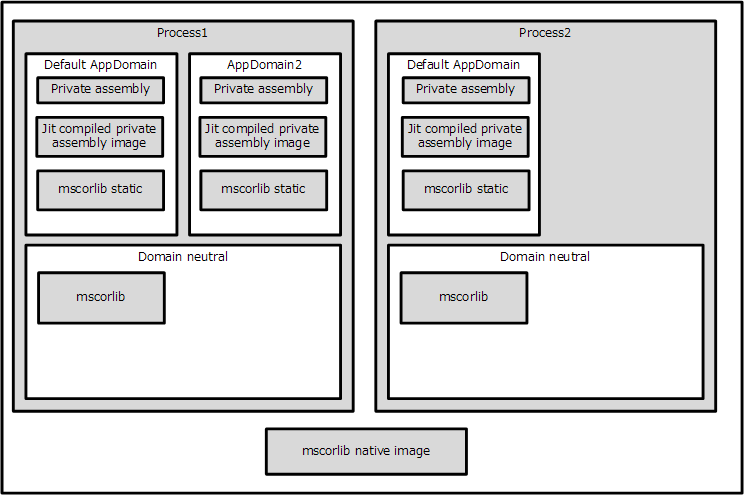 Process1
Default AppDomain
Private assembly
Jit compiled private
assembly image
mscorlib static
AppDomain2
Private assembly
Jit compiled private
assembly image
mscorlib static
Domain neutral
mscorlib
Process2
Default AppDomain
Private assembly
Jit compiled private
assembly image
mscorlib static
Domain neutral
mscorlib
mscorlib native image